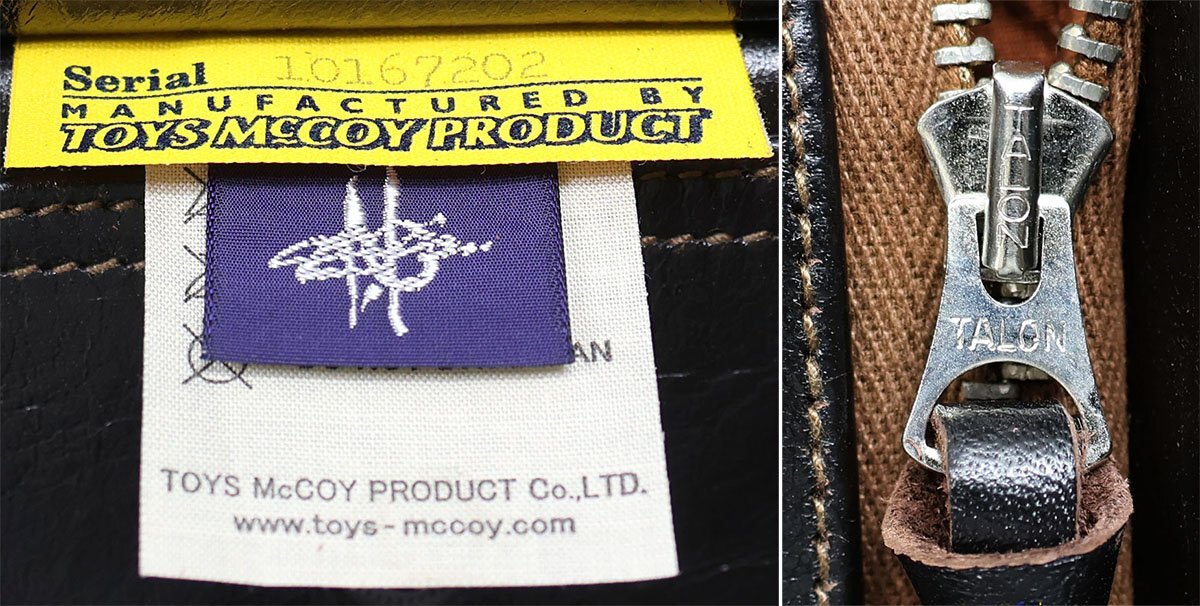 Serial 10167202
MANUFACTURED BY
TOYS McCOY PRODUCT
AN
TOYS McCOY PRODUCT Co.,LTD.
www.toys-mccoy.com
TALON
TALON